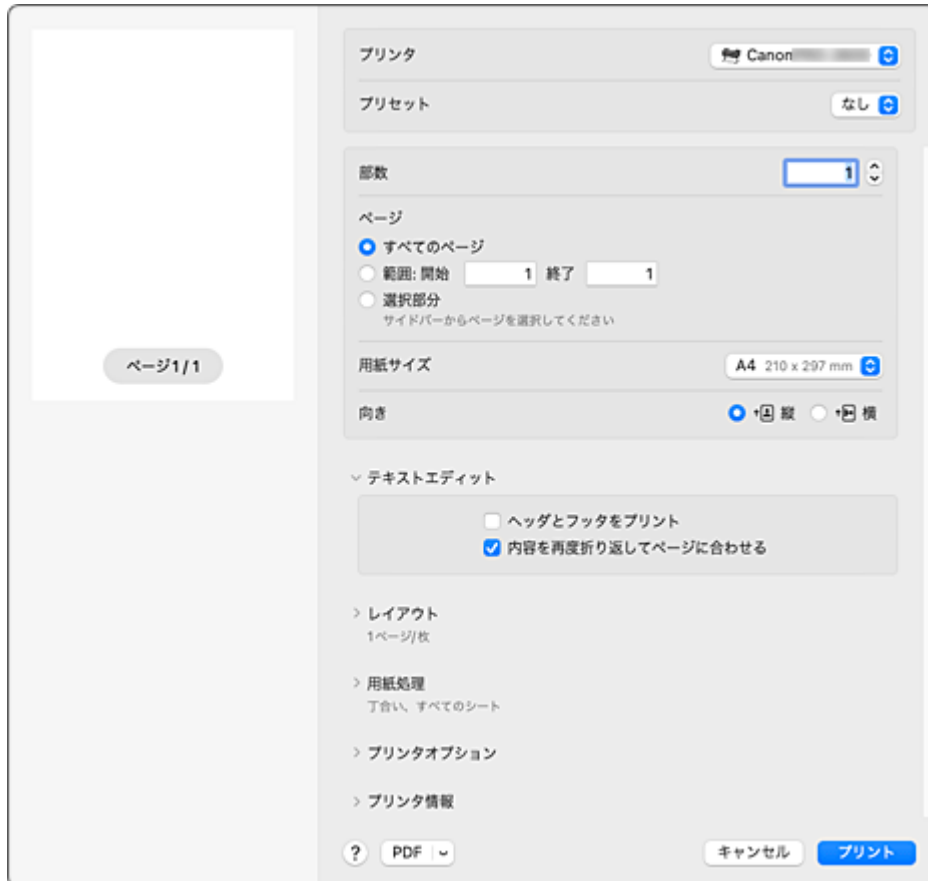 プリンタ Canon
プリセット なし
部数 1
ページ
すべてのページ
範囲: 開始 1 終了 1
選択部分
サイドバーからページを選択してください
ページ1/1
用紙サイズ A4 210 x 297 mm
向き 縦 横
テキストエディット
ヘッダとフッタをプリント
内容を再度折り返してページに合わせる
レイアウト
1ページ/枚
用紙処理
丁合い、すべてのシート
プリンタオプション
プリンタ情報
? PDF キャンセル プリント